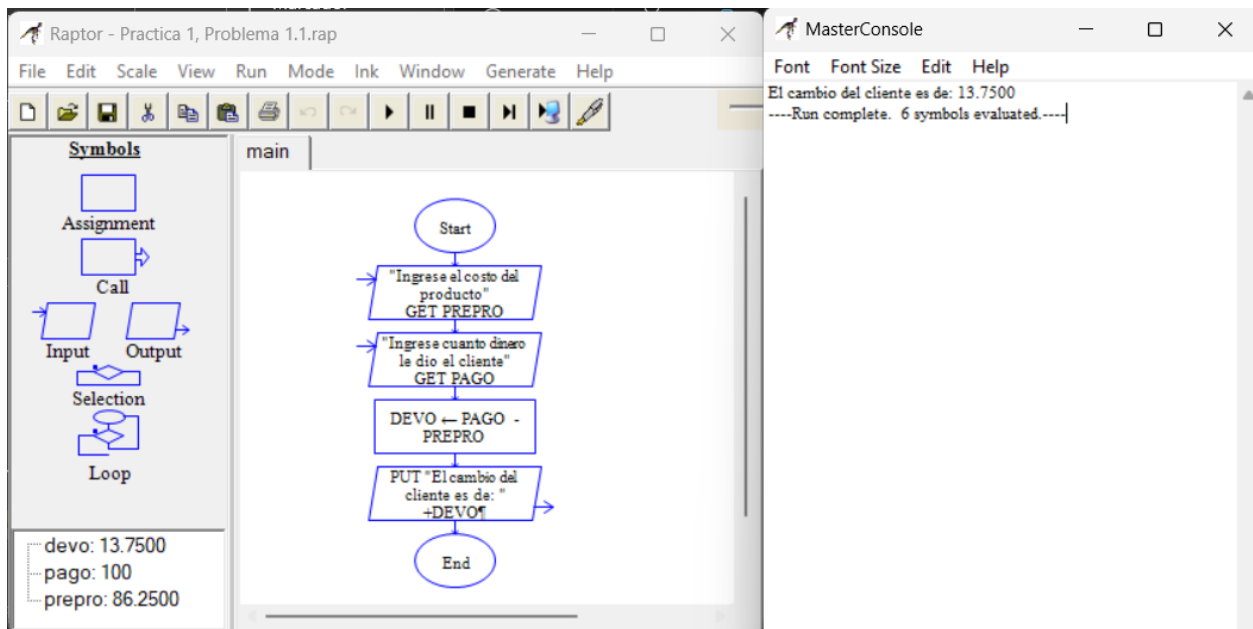 Raptor - Practica 1, Problema 1.1.rap
File Edit Scale View Run Mode Ink Window Generate Help
Symbols
Assignment
Call
Input Output
Selection
Loop
devo: 13.7500
pago: 100
prepro: 86.2500
main
Start
"Ingrese el costo del
producto"
GET PREPRO
"Ingrese cuanto dinero
le dio el cliente"
GET PAGO
DEVO ← PAGO -
PREPRO
PUT "El cambio del
cliente es de: "
+DEVO¶
End
MasterConsole
Font Font Size Edit Help
El cambio del cliente es de: 13.7500
----Run complete. 6 symbols evaluated.----